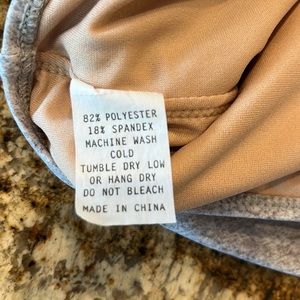 82% POLYESTER
18% SPANDEX
MACHINE WASH
COLD
TUMBLE DRY LOW
OR HANG DRY
DO NOT BLEACH
MADE IN CHINA